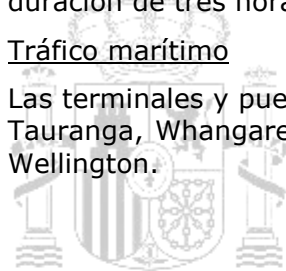 duración de tres hora
Tráfico marítimo
Las terminales y pue
Tauranga, Whangare
Wellington.